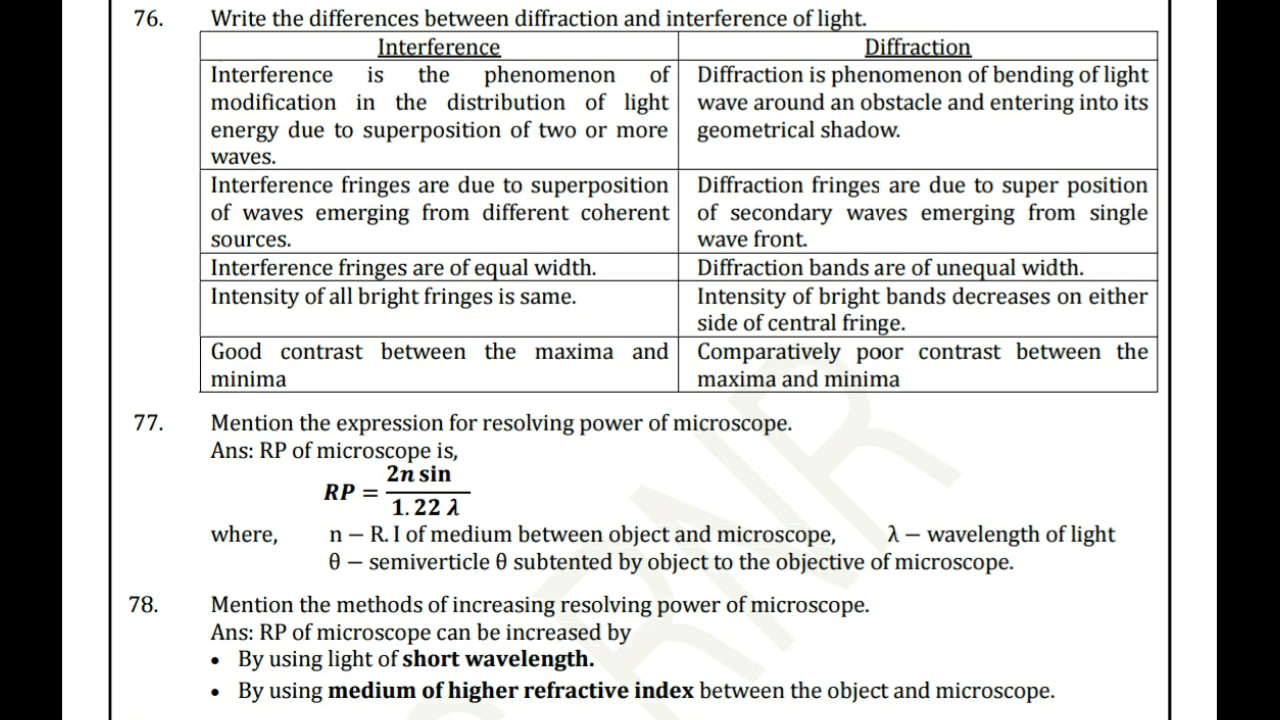 76. Write the differences between diffraction and interference of light.
Interference Diffraction
Interference is the phenomenon of
modification in the distribution of light
energy due to superposition of two or more
waves.
Diffraction is phenomenon of bending of light
wave around an obstacle and entering into its
geometrical shadow.
Interference fringes are due to superposition
of waves emerging from different coherent
sources.
Diffraction fringes are due to super position
of secondary waves emerging from single
wave front.
Interference fringes are of equal width.
Diffraction bands are of unequal width.
Intensity of all bright fringes is same.
Intensity of bright bands decreases on either
side of central fringe.
Good contrast between the maxima and
minima
Comparatively poor contrast between the
maxima and minima
77. Mention the expression for resolving power of microscope.
Ans: RP of microscope is,
2n sin
RP =
1.22 λ
where, n – R. I of medium between object and microscope, λ – wavelength of light
θ – semiverticle θ subtented by object to the objective of microscope.
78. Mention the methods of increasing resolving power of microscope.
Ans: RP of microscope can be increased by
• By using light of short wavelength.
• By using medium of higher refractive index between the object and microscope.